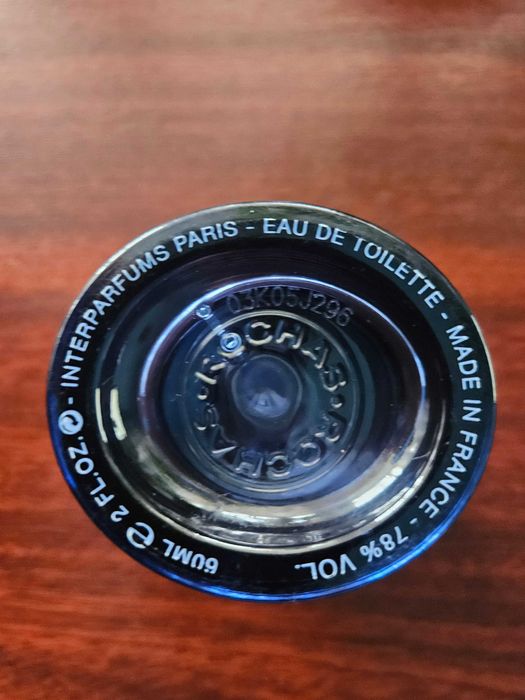 INTERPARFUMS PARIS - EAU DE TOILETTE - MADE IN FRANCE - 78% VOL.
60ML ℮ 2 FL.OZ. -
03K05J296
ROCHAS · ROCHAS ·